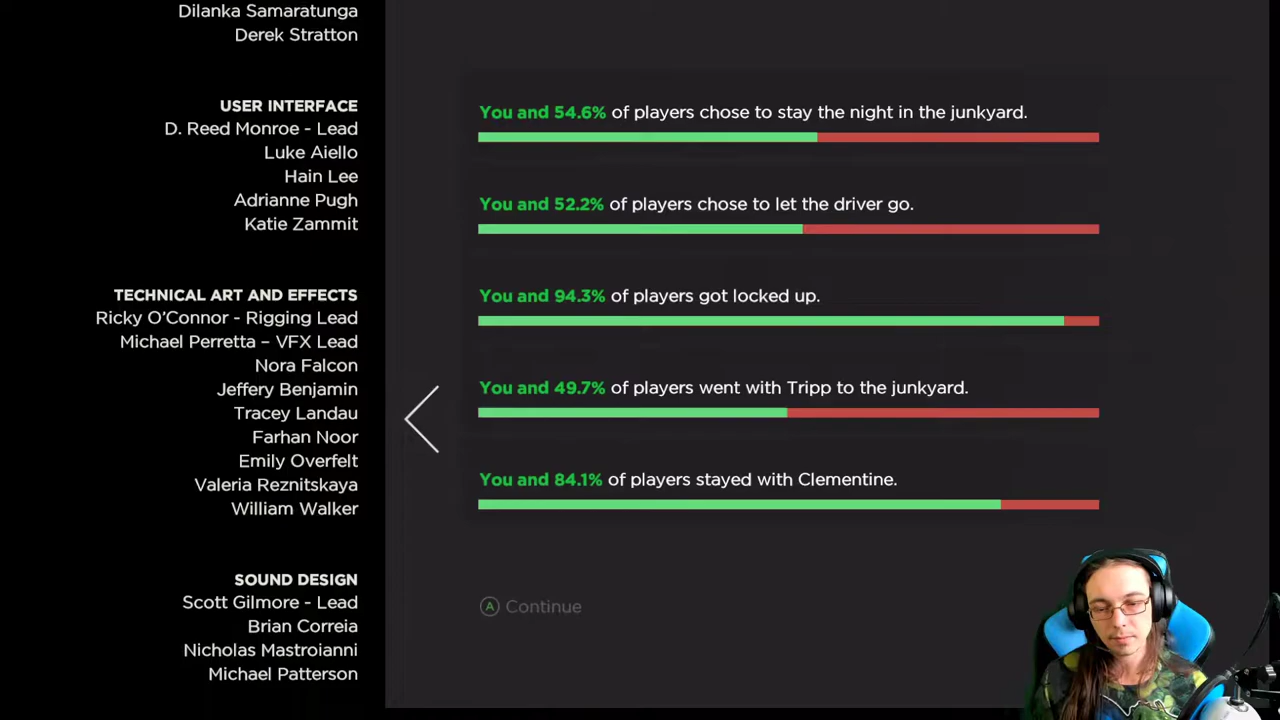 Dilanka Samaratunga
Derek Stratton
USER INTERFACE
D. Reed Monroe - Lead
Luke Aiello
Hain Lee
Adrianne Pugh
Katie Zammit
TECHNICAL ART AND EFFECTS
Ricky O’Connor - Rigging Lead
Michael Perretta – VFX Lead
Nora Falcon
Jeffery Benjamin
Tracey Landau
Farhan Noor
Emily Overfelt
Valeria Reznitskaya
William Walker
SOUND DESIGN
Scott Gilmore - Lead
Brian Correia
Nicholas Mastroianni
Michael Patterson
You and 54.6% of players chose to stay the night in the junkyard.
You and 52.2% of players chose to let the driver go.
You and 94.3% of players got locked up.
You and 49.7% of players went with Tripp to the junkyard.
You and 84.1% of players stayed with Clementine.
A Continue